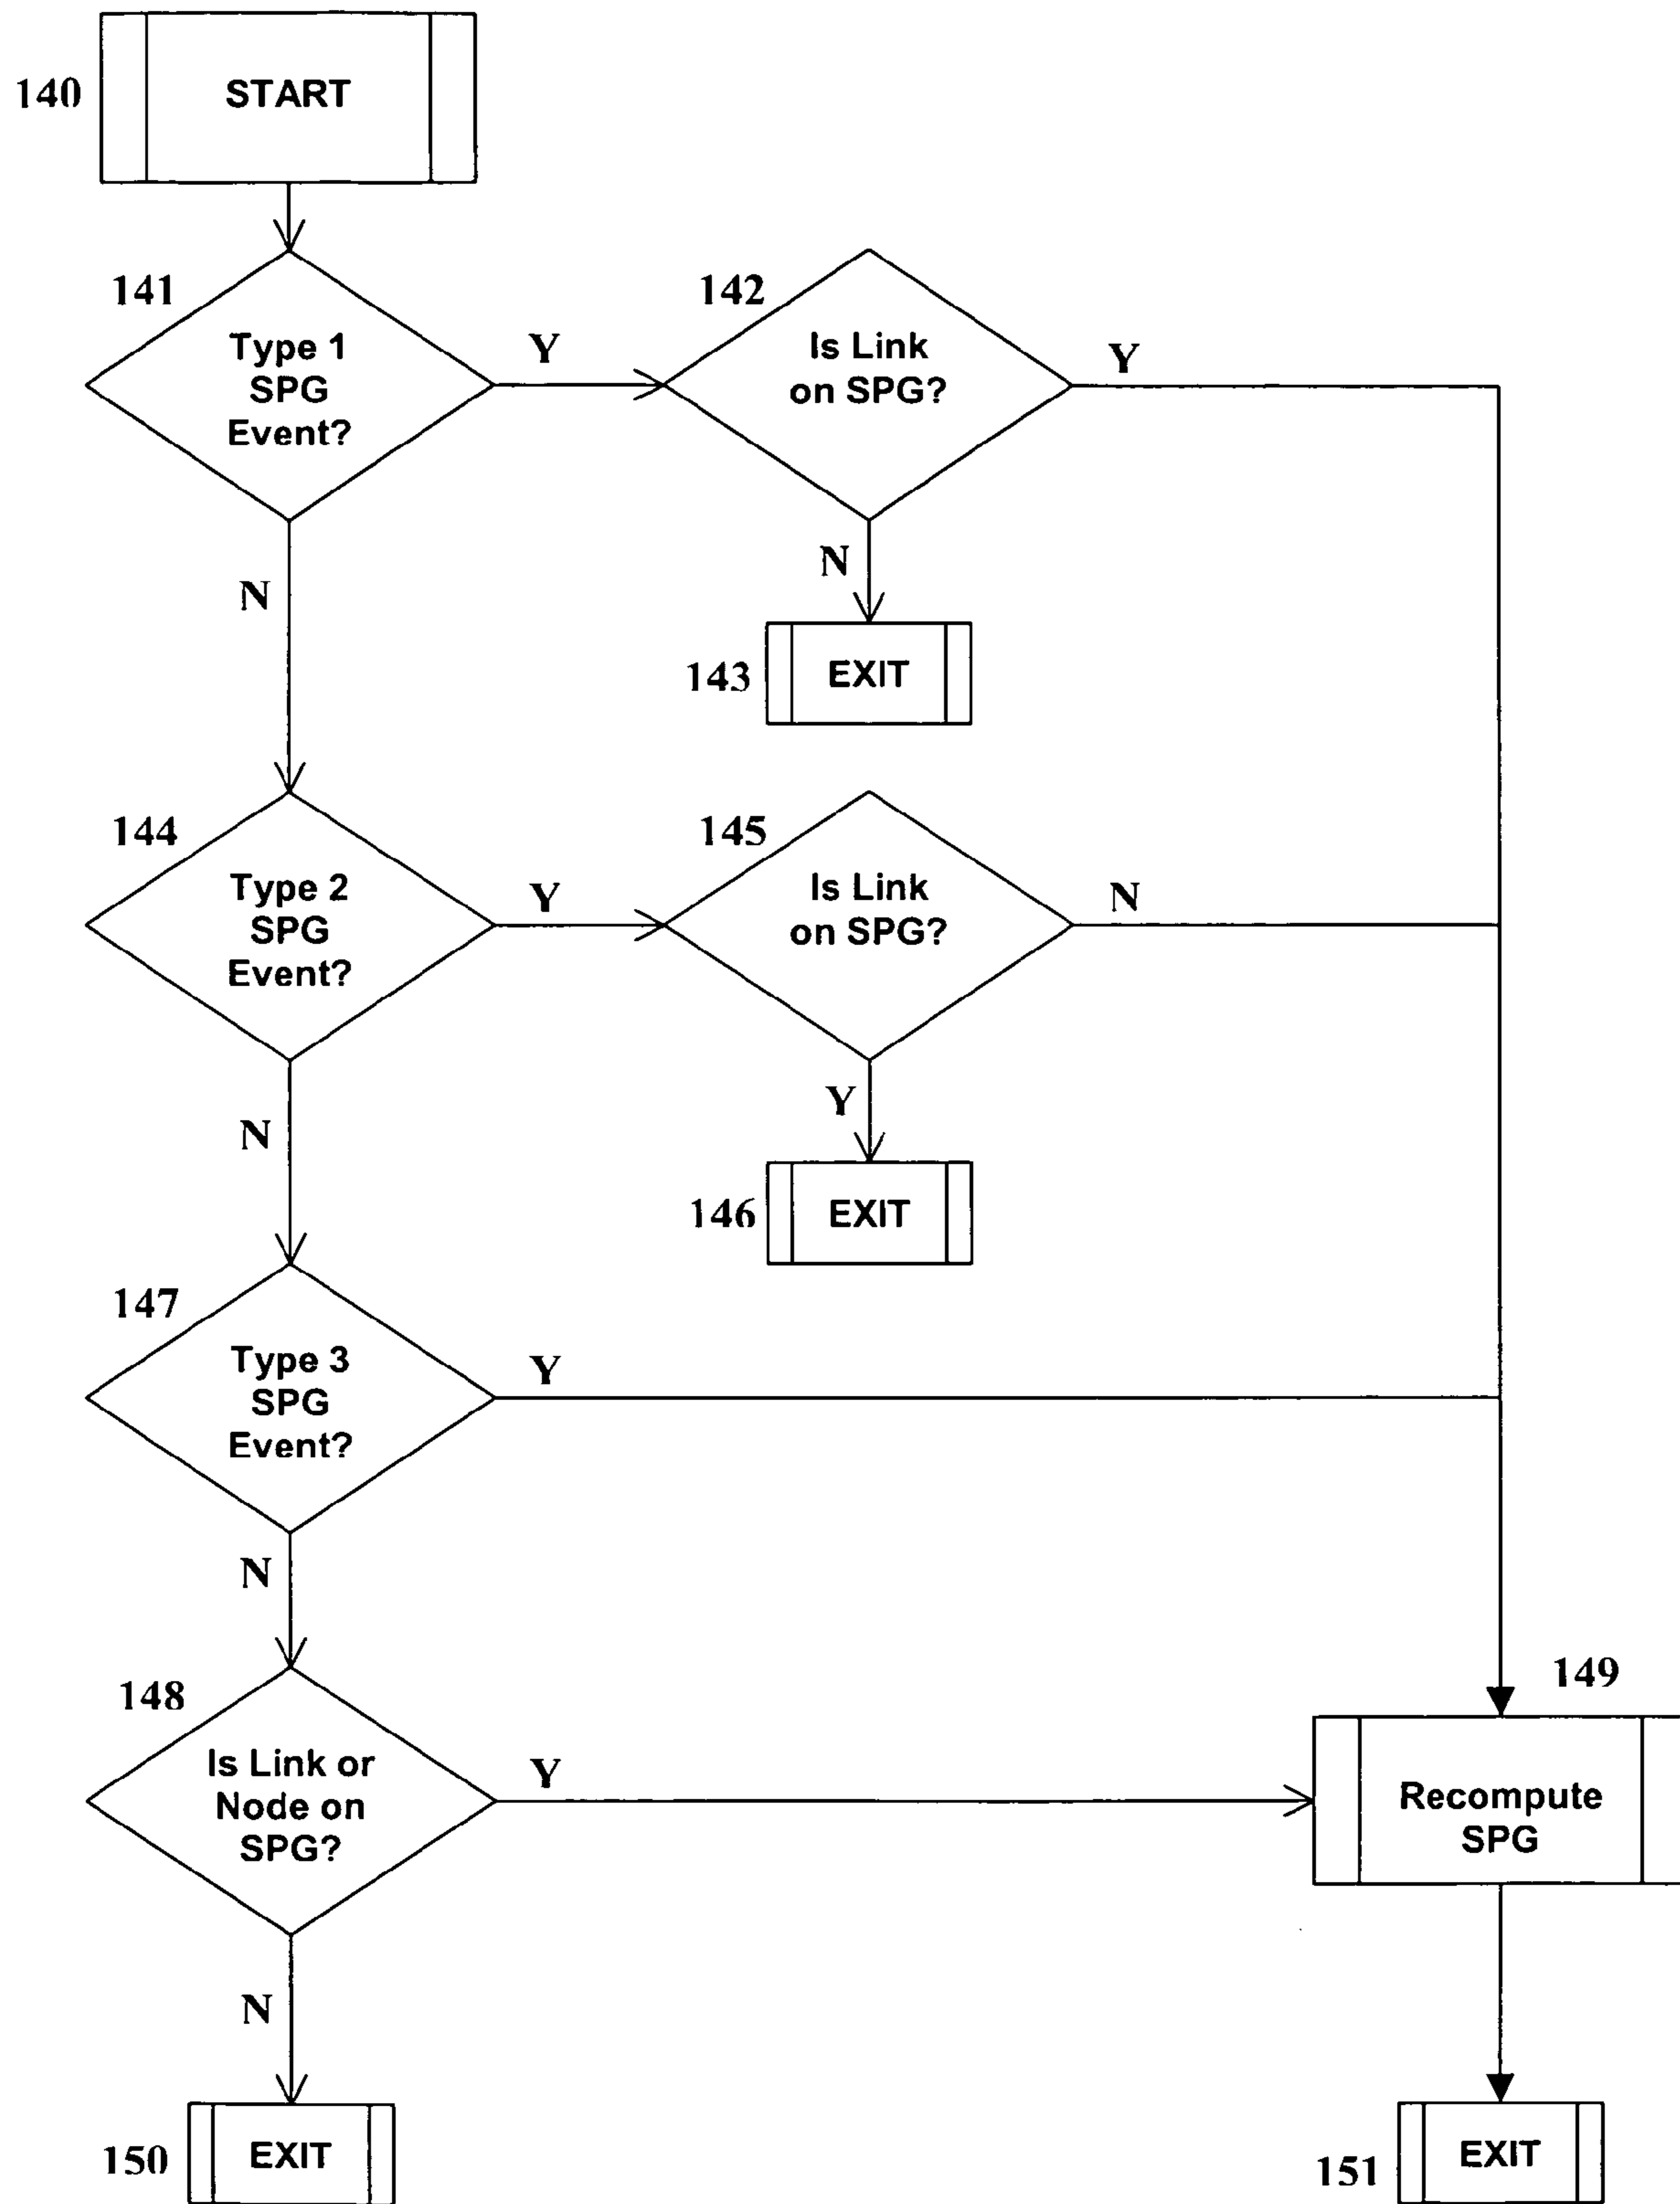 140
START
141
Type 1
SPG
Event?
Y
142
Is Link
on SPG?
Y
N
N
143
EXIT
144
Type 2
SPG
Event?
Y
145
Is Link
on SPG?
N
Y
N
146
EXIT
147
Type 3
SPG
Event?
Y
N
148
Is Link or
Node on
SPG?
Y
149
Recompute
SPG
N
150
EXIT
151
EXIT